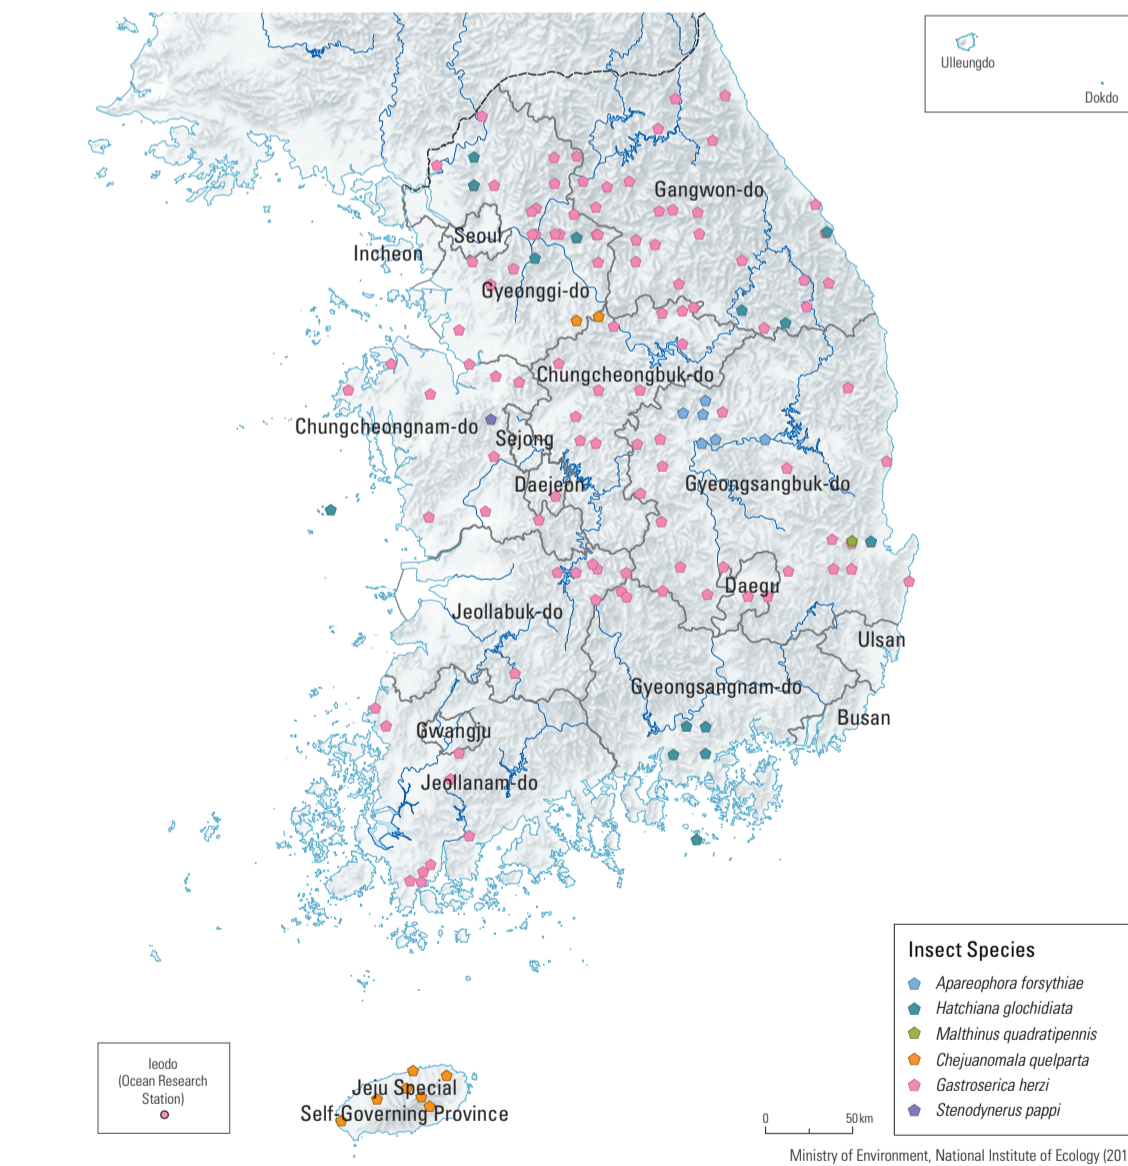 Ulleungdo
Dokdo
Gangwon-do
Seoul
Incheon
Gyeonggi-do
Chungcheongbuk-do
Chungcheongnam-do
Sejong
Daejeon
Gyeongsangbuk-do
Daegu
Jeollabuk-do
Ulsan
Gyeongsangnam-do
Busan
Gwangju
Jeollanam-do
Insect Species
Apareophora forsythiae
Hatchiana glochidiata
Malthinus quadratipennis
Chejuanomala quelparta
Gastroserica herzi
Stenodynerus pappi
Ieodo
(Ocean Research
Station)
Jeju Special
Self-Governing Province
0 50 km
Ministry of Environment, National Institute of Ecology (201